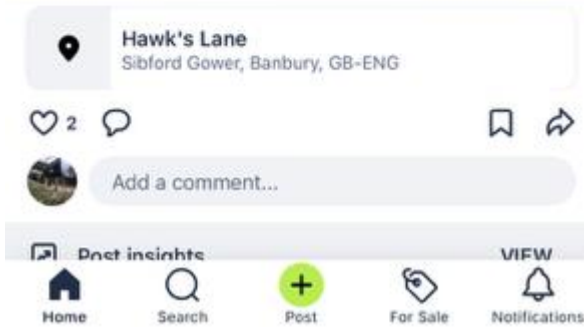 Hawk's Lane
Sibford Gower, Banbury, GB-ENG
2
Add a comment...
Post insights VIEW
Home Search Post For Sale Notifications